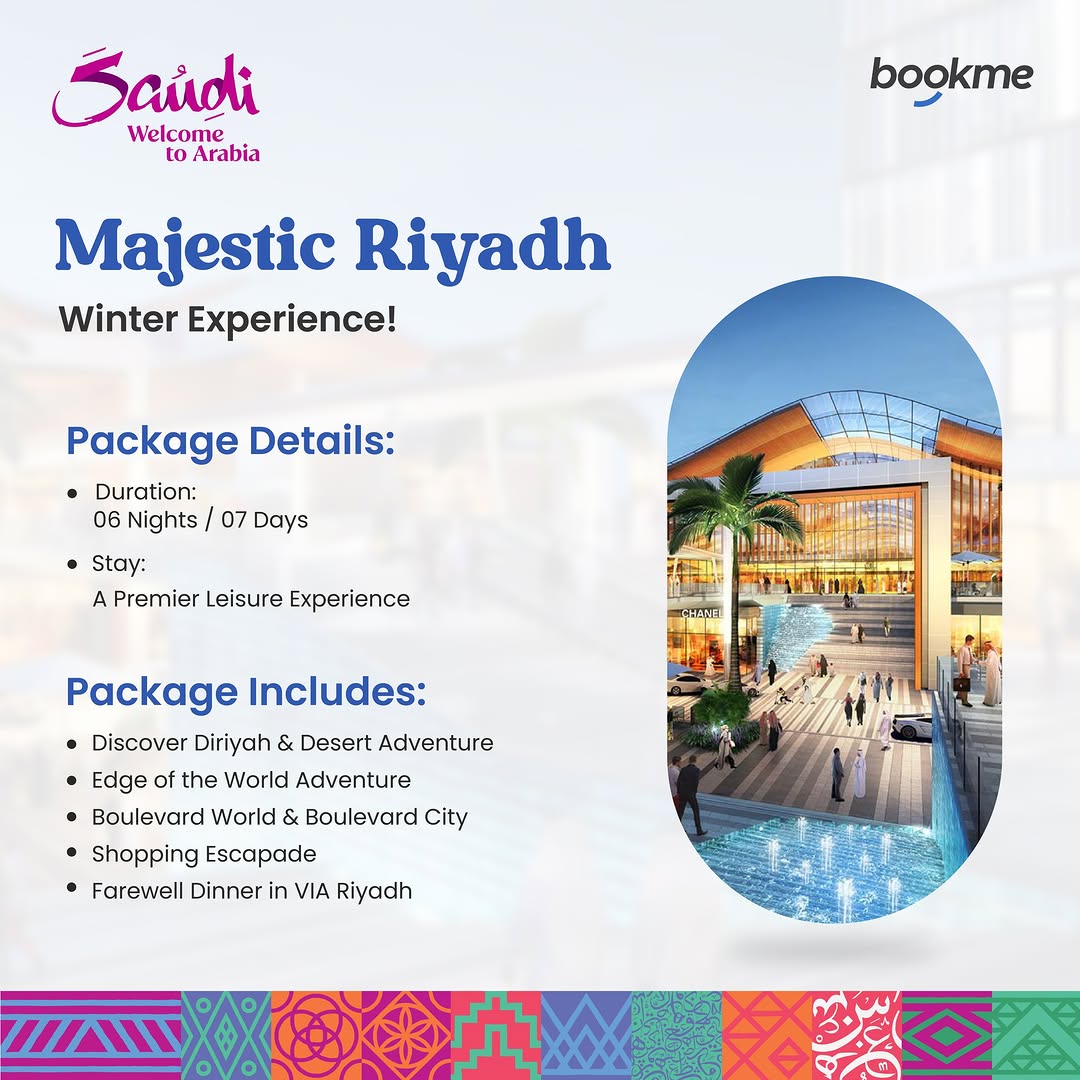 Saudi
Welcome
to Arabia
bookme
Majestic Riyadh
Winter Experience!
Package Details:
• Duration:
06 Nights / 07 Days
• Stay:
A Premier Leisure Experience
Package Includes:
• Discover Diriyah & Desert Adventure
• Edge of the World Adventure
• Boulevard World & Boulevard City
• Shopping Escapade
• Farewell Dinner in VIA Riyadh
CHANEL